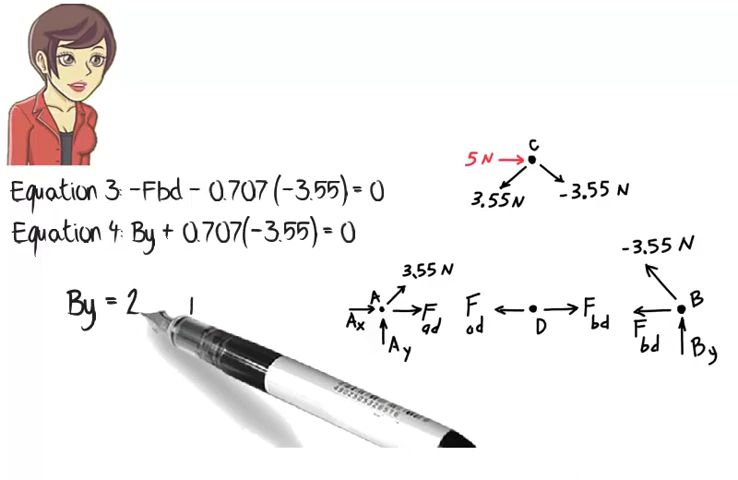 Equation 3: -Fbd - 0.707(-3.55) = 0
Equation 4: By + 0.707(-3.55) = 0
By = 2
C
5 N
3.55 N
-3.55 N
-3.55 N
3.55 N
A
B
Ax
F ad
F ad
D
F bd
F bd
Ay
By